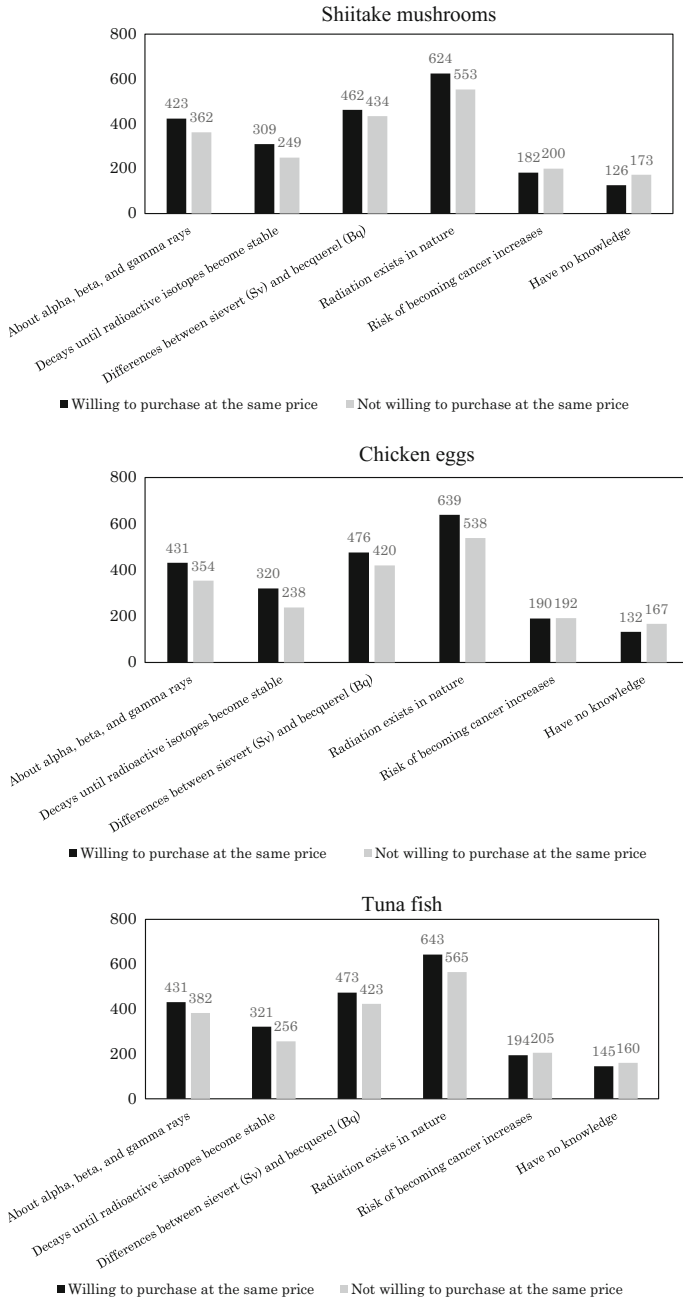 Shiitake mushrooms
800
600
400
200
0
423
362
309
249
462
434
624
553
182
200
126
173
About alpha, beta, and gamma rays
Decays until radioactive isotopes become stable
Differences between sievert (Sv) and becquerel (Bq)
Radiation exists in nature
Risk of becoming cancer increases
Have no knowledge
Willing to purchase at the same price
Not willing to purchase at the same price
Chicken eggs
800
600
400
200
0
431
354
320
238
476
420
639
538
190
192
132
167
About alpha, beta, and gamma rays
Decays until radioactive isotopes become stable
Differences between sievert (Sv) and becquerel (Bq)
Radiation exists in nature
Risk of becoming cancer increases
Have no knowledge
Willing to purchase at the same price
Not willing to purchase at the same price
Tuna fish
800
600
400
200
0
431
382
321
256
473
423
643
565
194
205
145
160
About alpha, beta, and gamma rays
Decays until radioactive isotopes become stable
Differences between sievert (Sv) and becquerel (Bq)
Radiation exists in nature
Risk of becoming cancer increases
Have no knowledge
Willing to purchase at the same price
Not willing to purchase at the same price